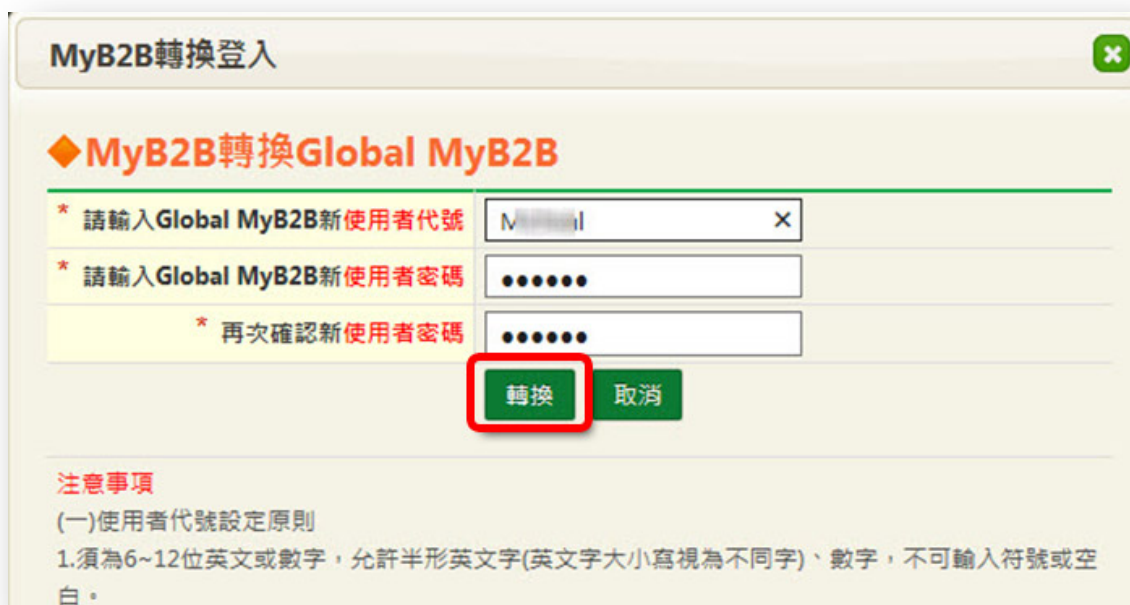 MyB2B轉換登入
◆MyB2B轉換Global MyB2B
* 請輸入Global MyB2B新使用者代號
* 請輸入Global MyB2B新使用者密碼 ●●●●●●
* 再次確認新使用者密碼 ●●●●●●
轉換 取消
注意事項
(一)使用者代號設定原則
1.須為6~12位英文或數字，允許半形英文字(英文字大小寫視為不同字)、數字，不可輸入符號或空
白。